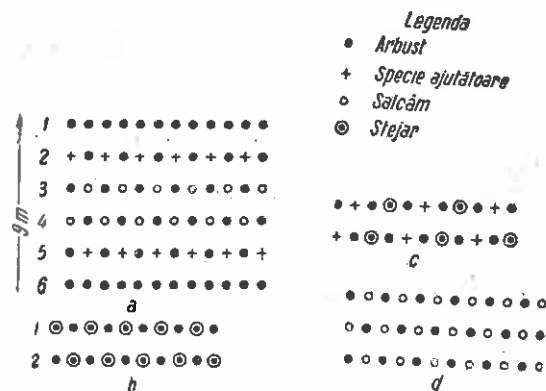 Legenda
Arbust
Specie ajutătoare
Salcâm
Stejar
1
2
3
4
5
6
9m
a
1
2
b
c
d